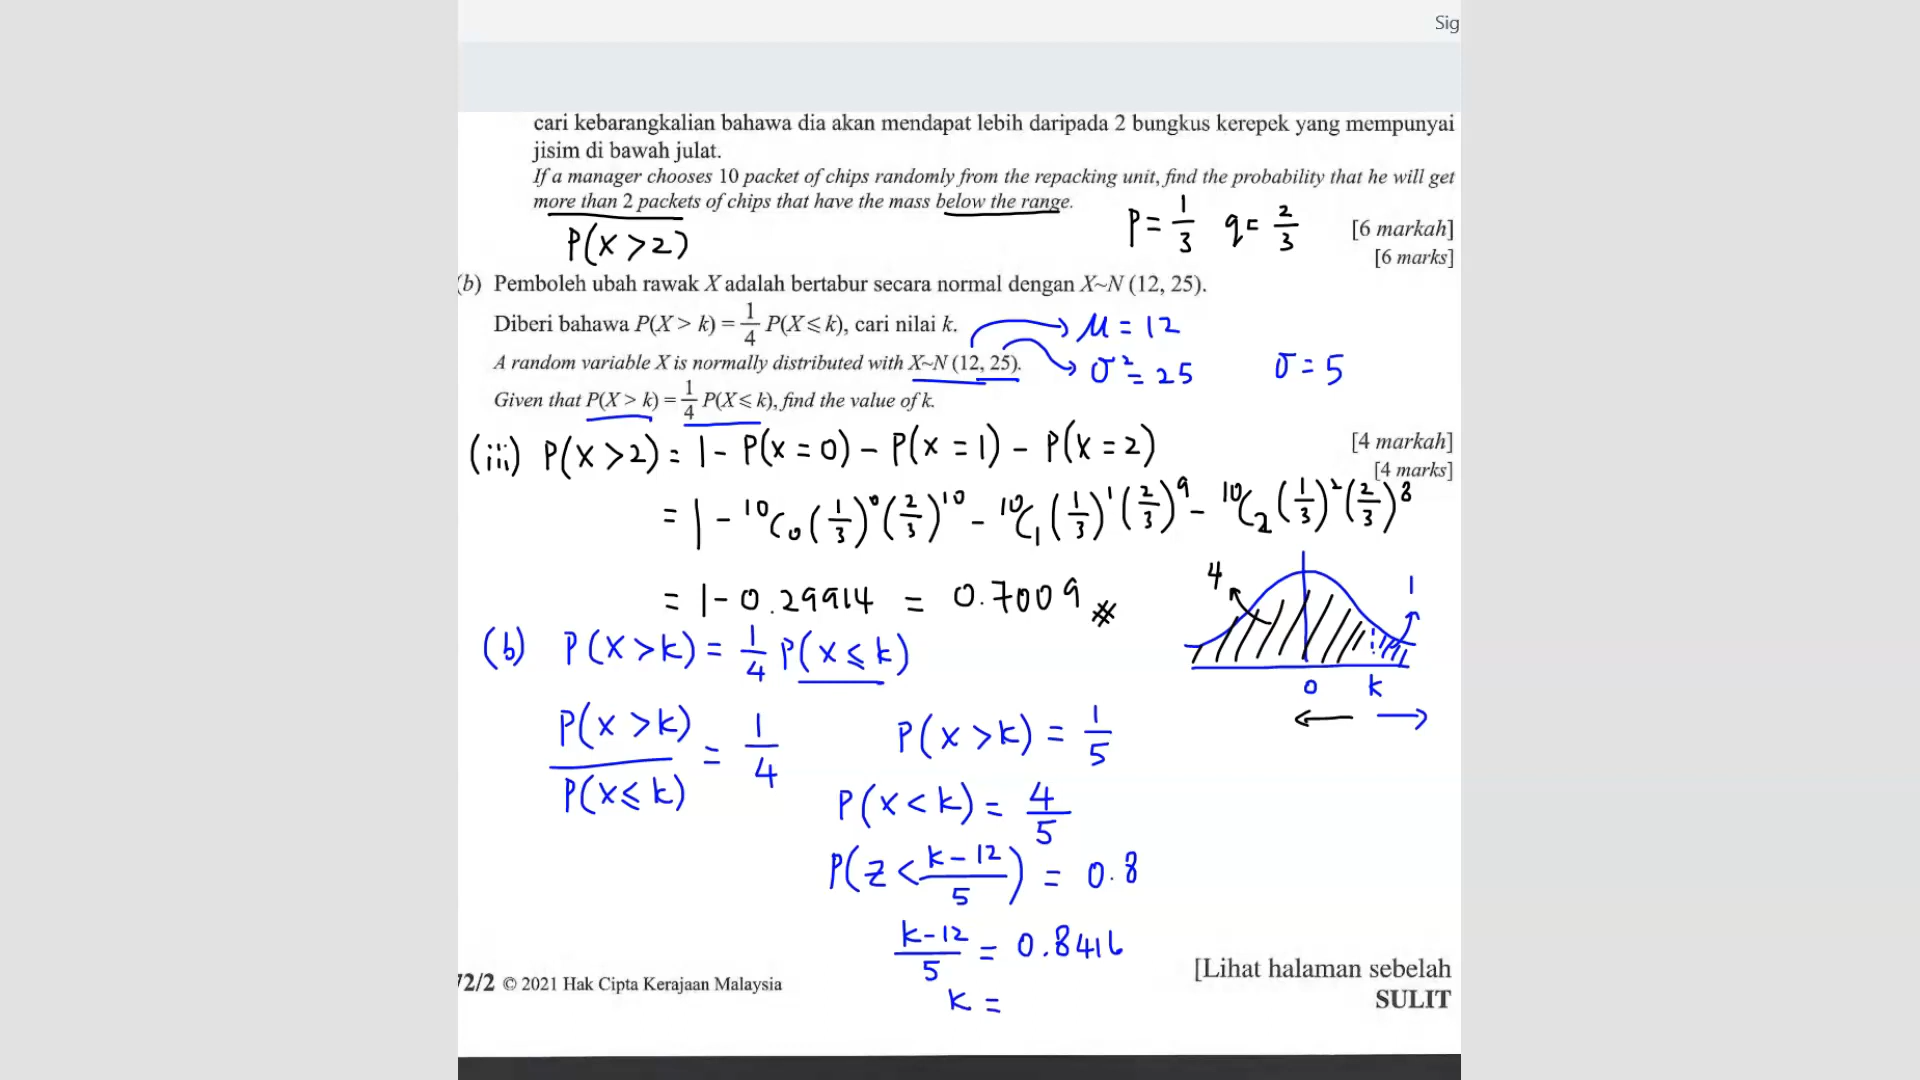 Sig
cari kebarangkalian bahawa dia akan mendapat lebih daripada 2 bungkus kerepek yang mempunyai
jisim di bawah julat.
If a manager chooses 10 packet of chips randomly from the repacking unit, find the probability that he will get
more than 2 packets of chips that have the mass below the range.
P(X>2)
P = 1/3 q = 2/3
[6 markah]
[6 marks]
(b) Pemboleh ubah rawak X adalah bertabur secara normal dengan X~N (12, 25).
Diberi bahawa P(X > k) = 1/4 P(X ⩽ k), cari nilai k.
μ = 12
A random variable X is normally distributed with X~N (12, 25).
σ² = 25 σ = 5
Given that P(X > k) = 1/4 P(X ⩽ k), find the value of k.
[4 markah]
[4 marks]
(iii) P(X>2) = 1 - P(x = 0) - P(x = 1) - P(x = 2)
= 1 - ¹⁰C₀ (1/3)⁰ (2/3)¹⁰ - ¹⁰C₁ (1/3)¹ (2/3)⁹ - ¹⁰C₂ (1/3)² (2/3)⁸
= 1 - 0.29914 = 0.7009 #
4 1
0 k
(b) P(X>k) = 1/4 P(X ⩽ k)
P(X>k)/P(X⩽k) = 1/4
P(X>k) = 1/5
P(X<k) = 4/5
P(Z < (k-12)/5) = 0.8
(k-12)/5 = 0.8416
k =
72/2 © 2021 Hak Cipta Kerajaan Malaysia
[Lihat halaman sebelah
SULIT